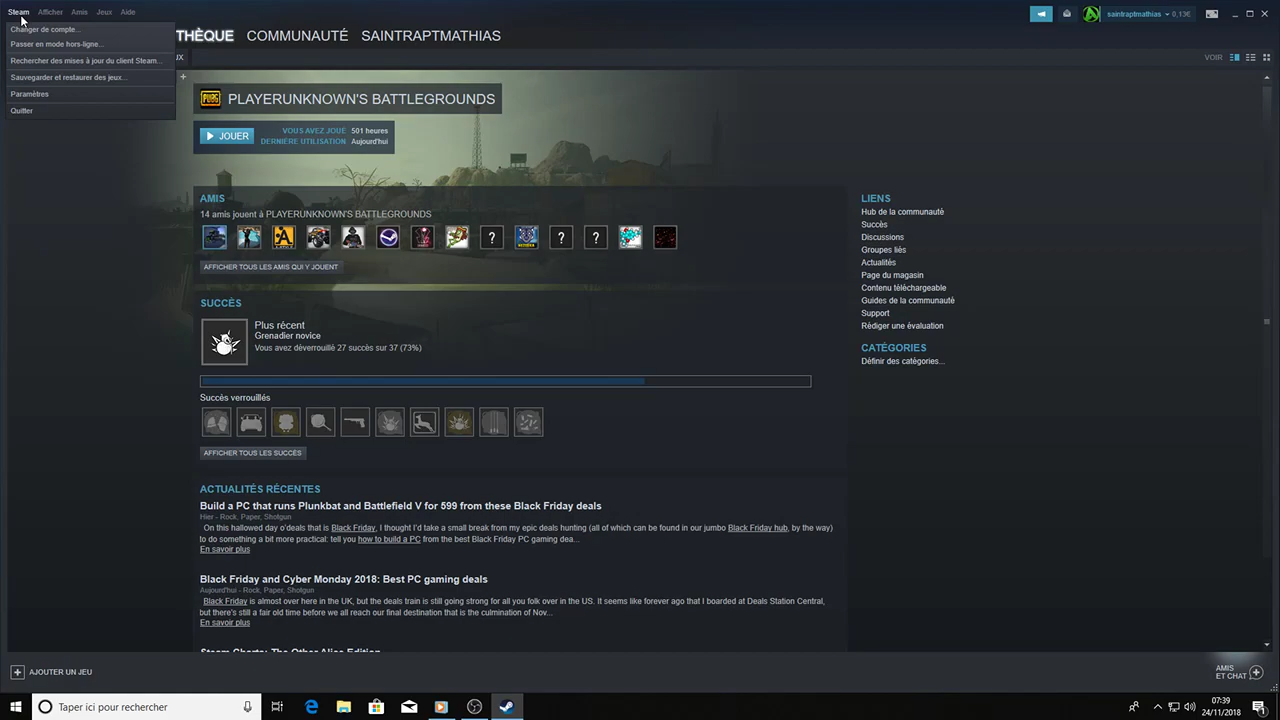 Steam Afficher Amis Jeux Aide
saintraptmathias 0,13€
Changer de compte...
Passer en mode hors-ligne...
Rechercher des mises à jour du client Steam...
Sauvegarder et restaurer des jeux...
Paramètres
Quitter
THÈQUE COMMUNAUTÉ SAINTRAPTMATHIAS
UX
VOIR
PUBG
PLAYERUNKNOWN'S BATTLEGROUNDS
JOUER
VOUS AVEZ JOUÉ 501 heures
DERNIÈRE UTILISATION Aujourd'hui
AMIS
14 amis jouent à PLAYERUNKNOWN'S BATTLEGROUNDS
AFFICHER TOUS LES AMIS QUI Y JOUENT
SUCCÈS
Plus récent
Grenadier novice
Vous avez déverrouillé 27 succès sur 37 (73%)
Succès verrouillés
AFFICHER TOUS LES SUCCÈS
ACTUALITÉS RÉCENTES
Build a PC that runs Plunkbat and Battlefield V for 599 from these Black Friday deals
Hier - Rock, Paper, Shotgun
On this hallowed day o'deals that is Black Friday, I thought I'd take a small break from my epic deals hunting (all of which can be found in our jumbo Black Friday hub, by the way)
to do something a bit more practical: tell you how to build a PC from the best Black Friday PC gaming dea...
En savoir plus
Black Friday and Cyber Monday 2018: Best PC gaming deals
Aujourd'hui - Rock, Paper, Shotgun
Black Friday is almost over here in the UK, but the deals train is still going strong for all you folk over in the US. It seems like forever ago that I boarded at Deals Station Central,
but there's still a fair old time before we all reach our final destination that is the culmination of Nov...
En savoir plus
Steam Charts: The Other Alice Edition
LIENS
Hub de la communauté
Succès
Discussions
Groupes liés
Actualités
Page du magasin
Contenu téléchargeable
Guides de la communauté
Support
Rédiger une évaluation
CATÉGORIES
Définir des catégories...
AJOUTER UN JEU
AMIS
ET CHAT
Taper ici pour rechercher
07:39
24/11/2018